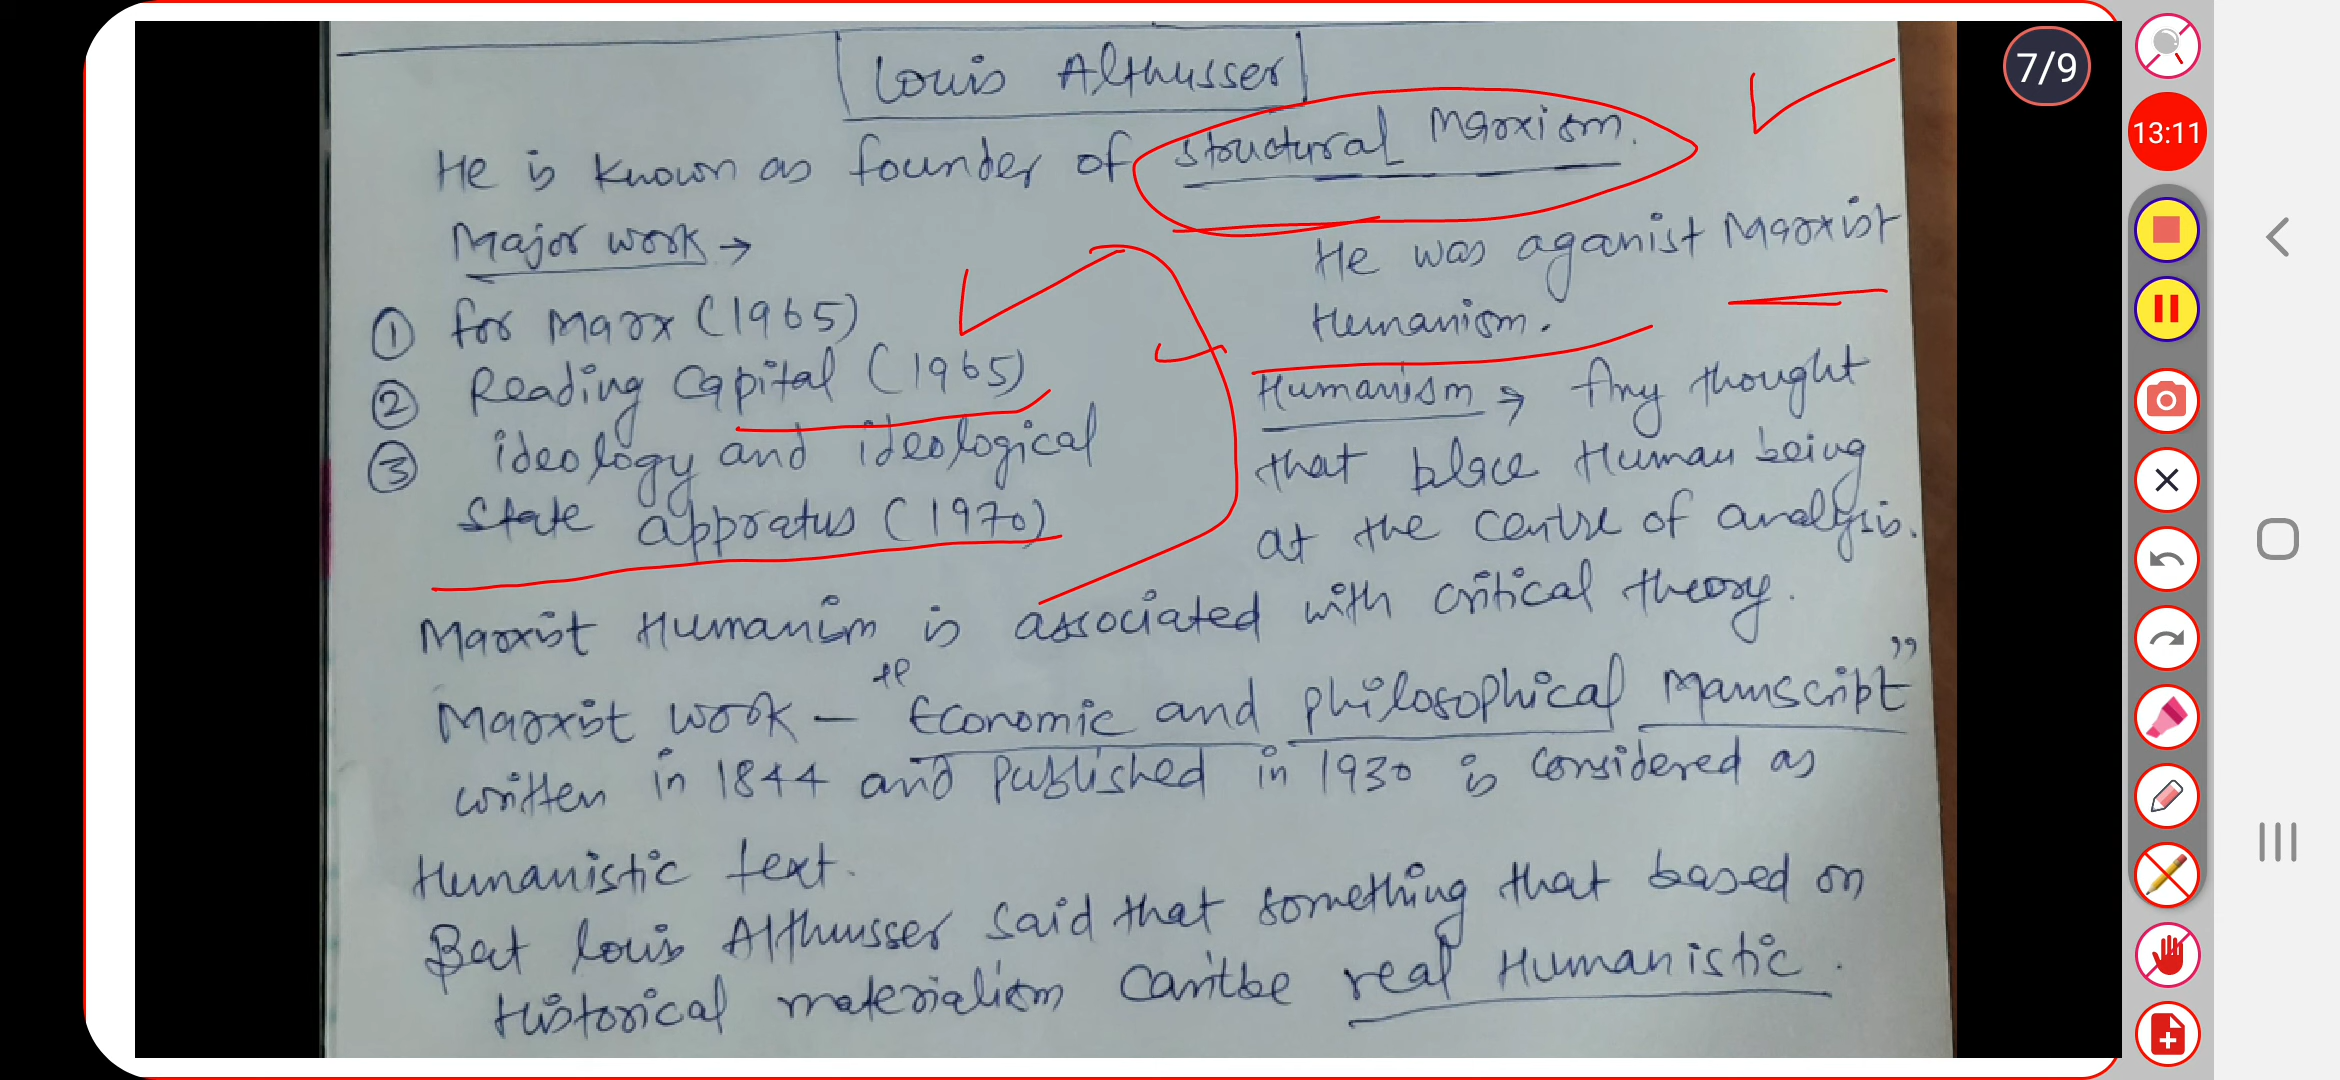 Louis Althusser
7/9
13:11
He is known as founder of structural Marxism.
Major work →
① for Marx (1965)
② Reading Capital (1965)
③ ideology and ideological
State appratus (1970)
He was aganist Marxist
Humanism.
Humanism → Any thought
that place Human being
at the centre of analysis.
Marxist Humanim is associated with critical theory.
Marxist work — "Economic and philosophical Manuscript"
written in 1844 and Published in 1930 is considered as
Humanistic text.
But louis Althusser said that something that based on
Historical materialism can'tbe real Humanistic.